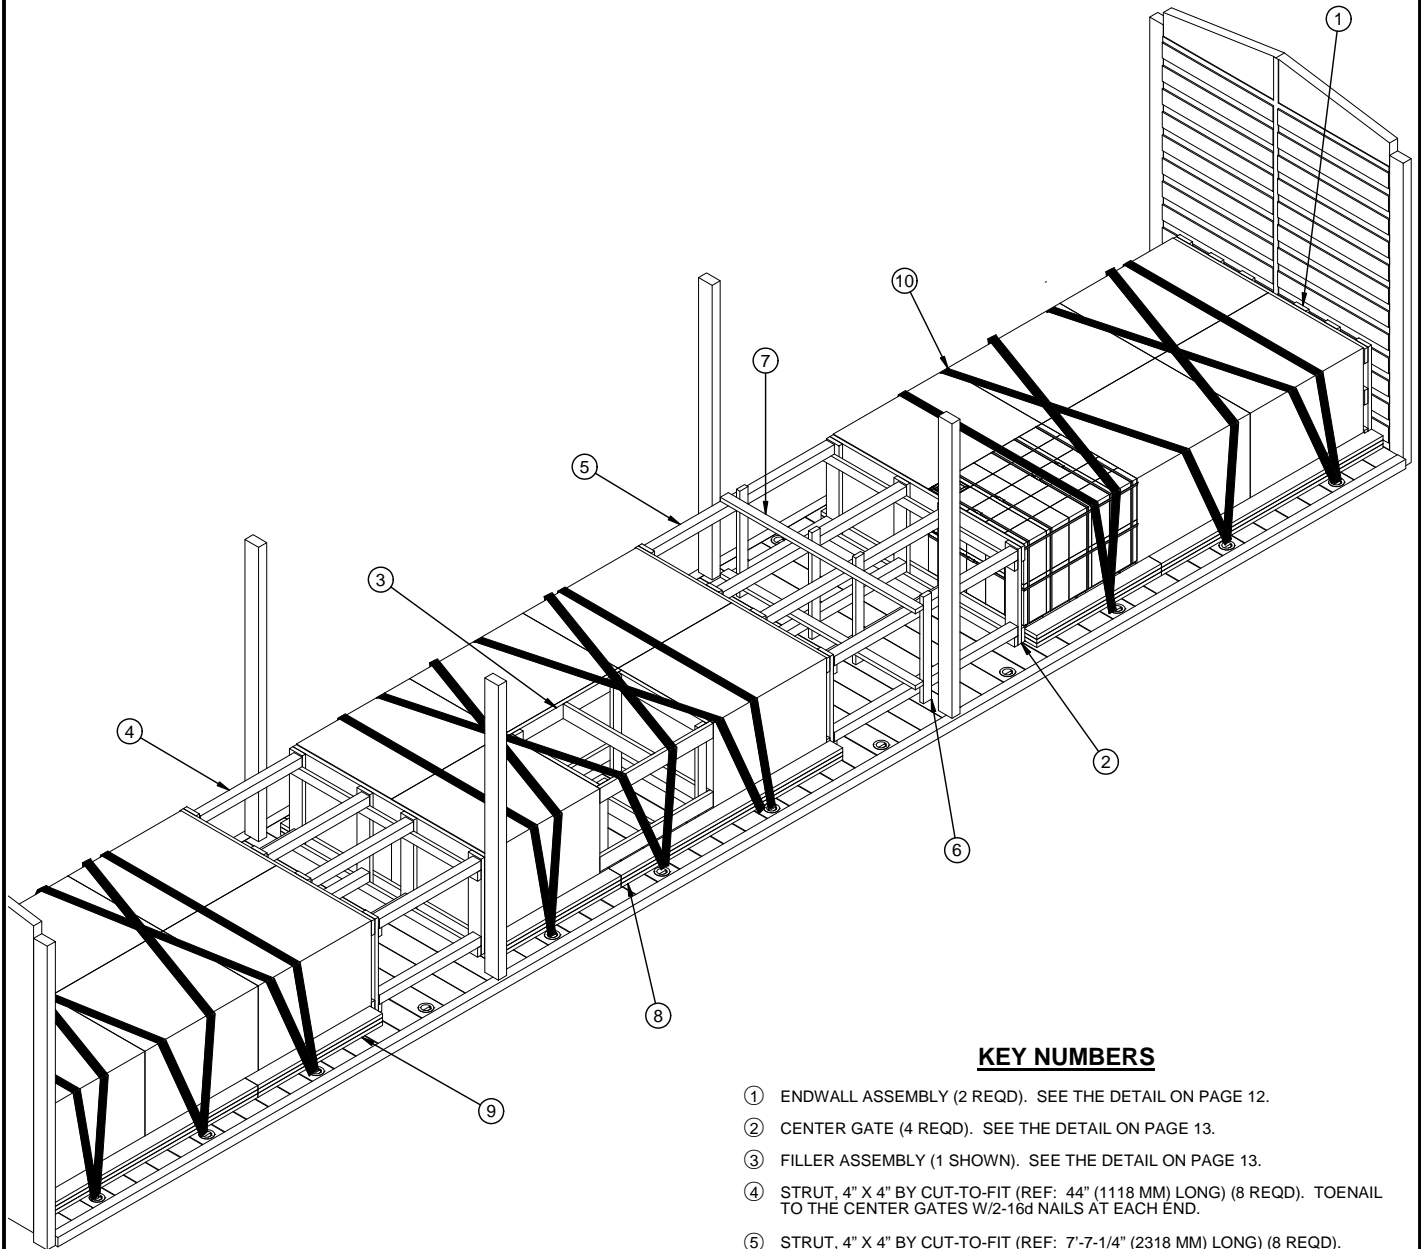 1
10
7
5
3
4
2
6
8
9
KEY NUMBERS
① ENDWALL ASSEMBLY (2 REQD). SEE THE DETAIL ON PAGE 12.
② CENTER GATE (4 REQD). SEE THE DETAIL ON PAGE 13.
③ FILLER ASSEMBLY (1 SHOWN). SEE THE DETAIL ON PAGE 13.
④ STRUT, 4" X 4" BY CUT-TO-FIT (REF: 44" (1118 MM) LONG) (8 REQD). TOENAIL
TO THE CENTER GATES W/2-16d NAILS AT EACH END.
⑤ STRUT, 4" X 4" BY CUT-TO-FIT (REF: 7'-7-1/4" (2318 MM) LONG) (8 REQD).